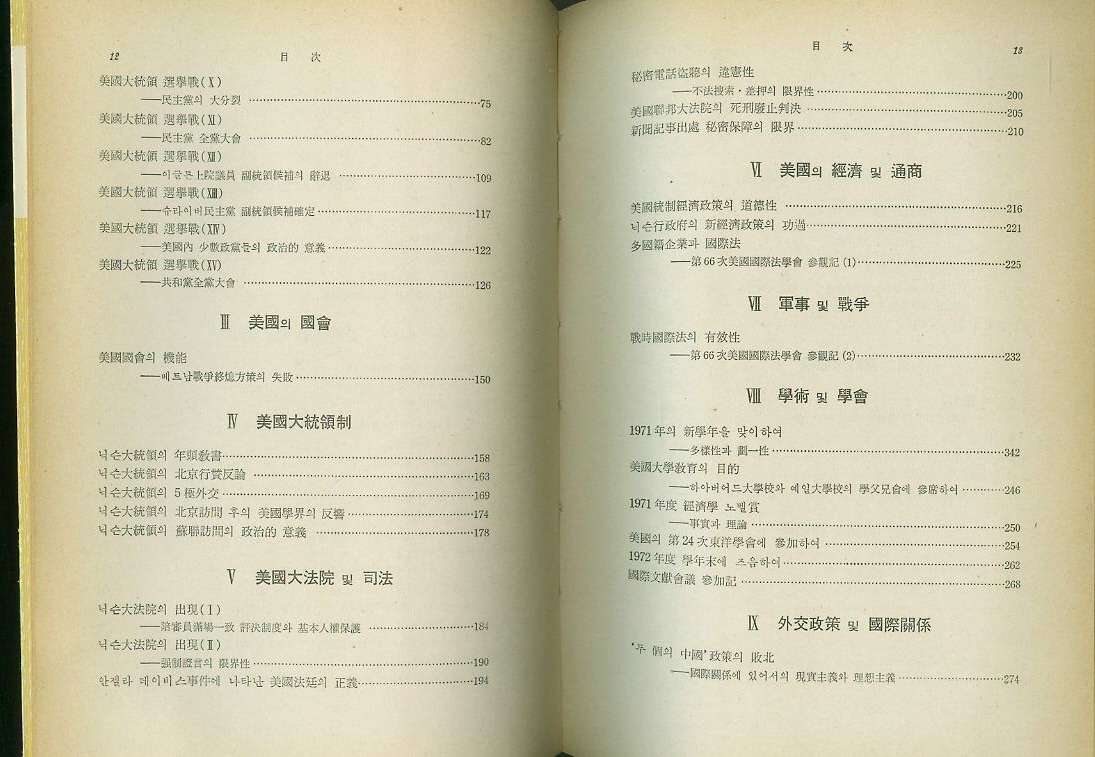 12 目 次
美國大統領 選擧戰(Ⅹ)
——民主黨의 大分裂 ……75
美國大統領 選擧戰(Ⅺ)
——民主黨 全黨大會 ……82
美國大統領 選擧戰(Ⅻ)
——이글튼上院議員 副統領候補의 辭退 ……109
美國大統領 選擧戰(XIII)
——슈라이버民主黨 副統領候補確定……117
美國大統領 選擧戰(XIV)
——美國內 少數政黨들의 政治的 意義……122
美國大統領 選擧戰(XV)
——共和黨全黨大會 ……126
Ⅲ 美國의 國會
美國國會의 機能
——베트남戰爭終熄方策의 失敗……150
Ⅳ 美國大統領制
닉슨大統領의 年頭敎書……158
닉슨大統領의 北京行贊反論 ……163
닉슨大統領의 5極外交……169
닉슨大統領의 北京訪問 후의 美國學界의 反響……174
닉슨大統領의 蘇聯訪問의 政治的 意義 ……178
Ⅴ 美國大法院 및 司法
닉슨大法院의 出現(Ⅰ)
——陪審員滿場一致 評決制度와 基本人權保護 ……184
닉슨大法院의 出現(Ⅱ)
——强制證言의 限界性……190
안젤라 데이비스事件에 나타난 美國法廷의 正義……194
目 次 13
秘密電話盜聽의 違憲性
——不法搜索·差押의 限界性……200
美國聯邦大法院의 死刑廢止判決 ……205
新聞記事出處 秘密保障의 限界……210
Ⅵ 美國의 經濟 및 通商
美國統制經濟政策의 道德性 ……216
닉슨行政府의 新經濟政策의 功過……221
多國籍企業과 國際法
——第66次美國國際法學會 參觀記(1)……225
Ⅶ 軍事 및 戰爭
戰時國際法의 有效性
——第66次美國國際法學會 參觀記(2)……232
Ⅷ 學術 및 學會
1971年의 新學年을 맞이하여
——多樣性과 劃一性……342
美國大學敎育의 目的
——하아버어드大學校와 예일大學校의 學父兄會에 參席하여……246
1971年度 經濟學 노벨賞
——事實과 理論……250
美國의 第24次東洋學會에 參加하여……254
1972年度 學年末에 즈음하여……262
國際文獻會議 參加記……268
Ⅸ 外交政策 및 國際關係
‘두 個의 中國’政策의 敗北
——國際關係에 있어서의 現實主義와 理想主義……274